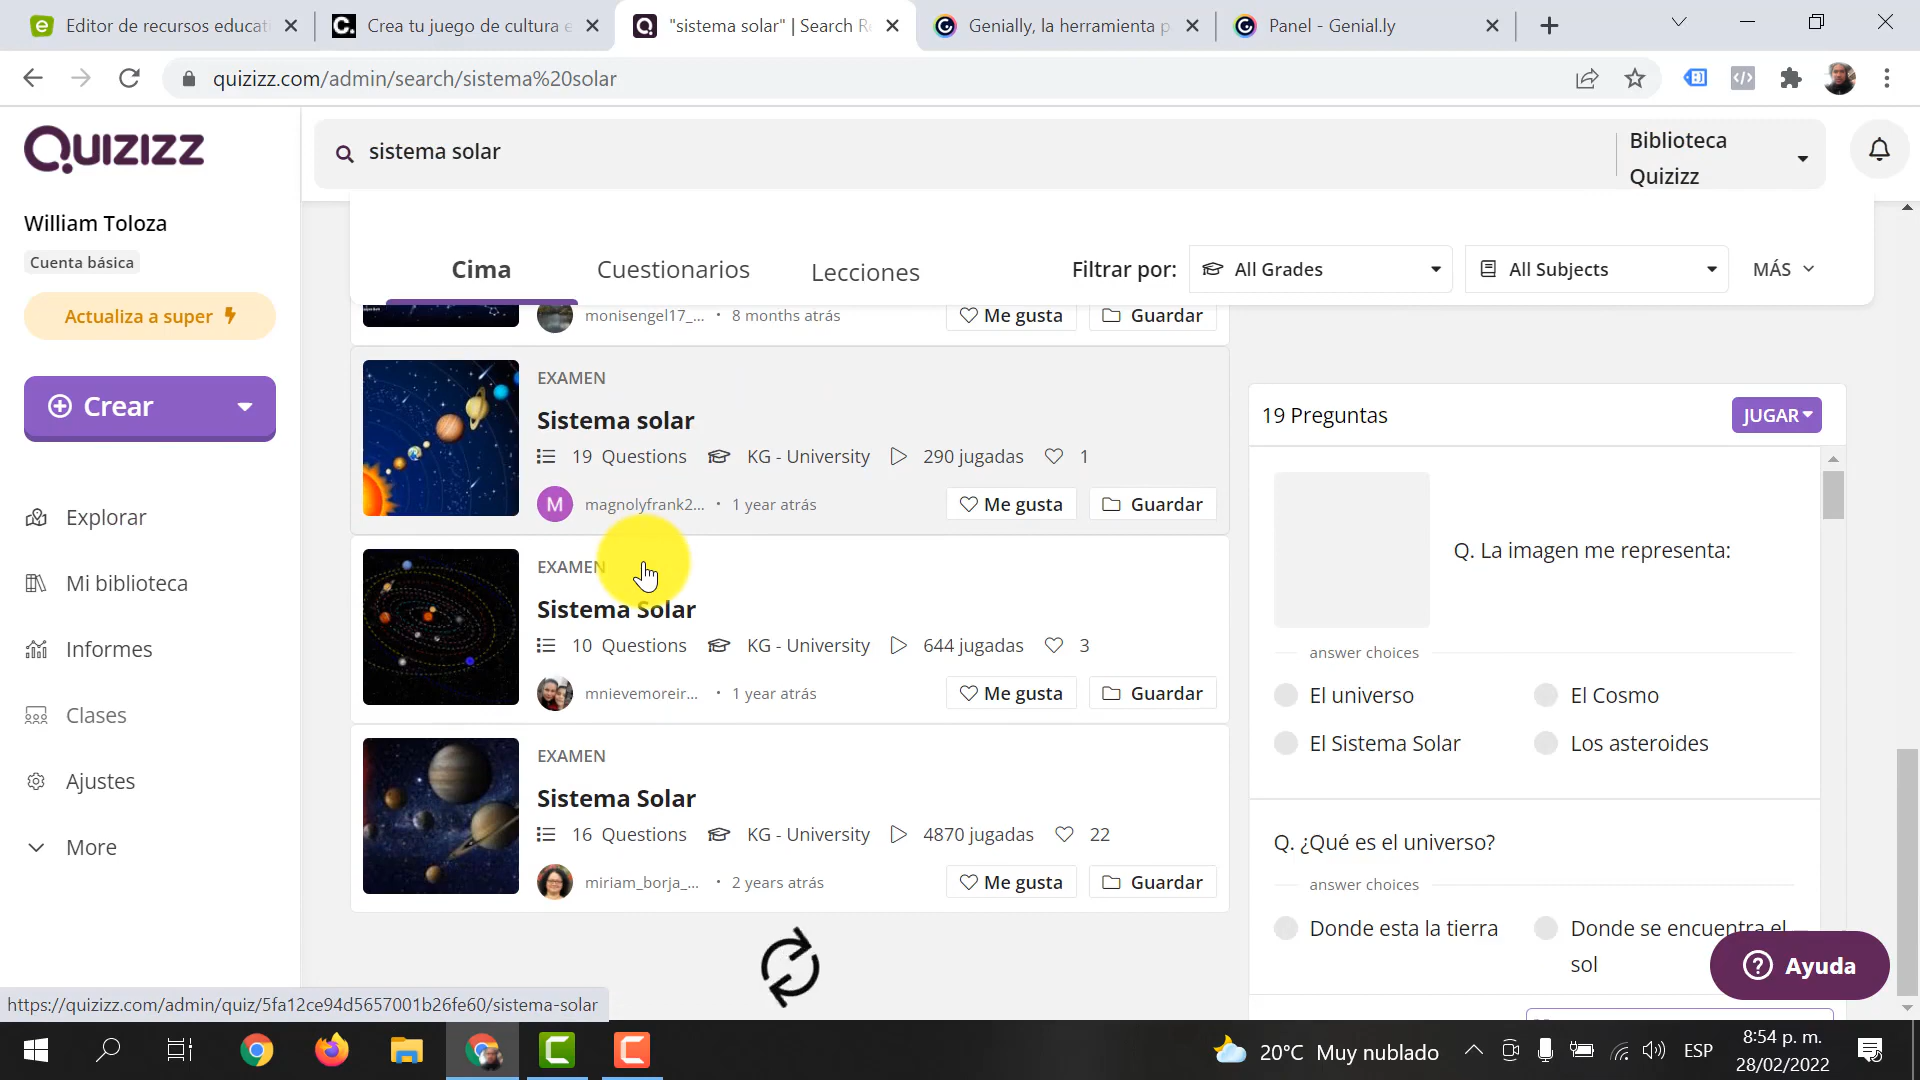 Editor de recursos educati
Crea tu juego de cultura e
"sistema solar" | Search Re
Genially, la herramienta p
Panel - Genial.ly
quizizz.com/admin/search/sistema%20solar
Quizizz
sistema solar
Biblioteca
Quizizz
William Toloza
Cuenta básica
Actualiza a super
Crear
Explorar
Mi biblioteca
Informes
Clases
Ajustes
More
Cima
Cuestionarios
Lecciones
Filtrar por:
All Grades
All Subjects
MÁS
monisengel17_... • 8 months atrás
Me gusta
Guardar
EXAMEN
Sistema solar
19 Questions KG - University 290 jugadas 1
M magnolyfrank2... • 1 year atrás
Me gusta
Guardar
EXAMEN
Sistema Solar
10 Questions KG - University 644 jugadas 3
mnievemoreir... • 1 year atrás
Me gusta
Guardar
EXAMEN
Sistema Solar
16 Questions KG - University 4870 jugadas 22
miriam_borja_... • 2 years atrás
Me gusta
Guardar
19 Preguntas
JUGAR
Q. La imagen me representa:
answer choices
El universo
El Cosmo
El Sistema Solar
Los asteroides
Q. ¿Qué es el universo?
answer choices
Donde esta la tierra
Donde se encuentra el
sol
Ayuda
https://quizizz.com/admin/quiz/5fa12ce94d5657001b26fe60/sistema-solar
20°C Muy nublado
ESP
8:54 p. m.
28/02/2022